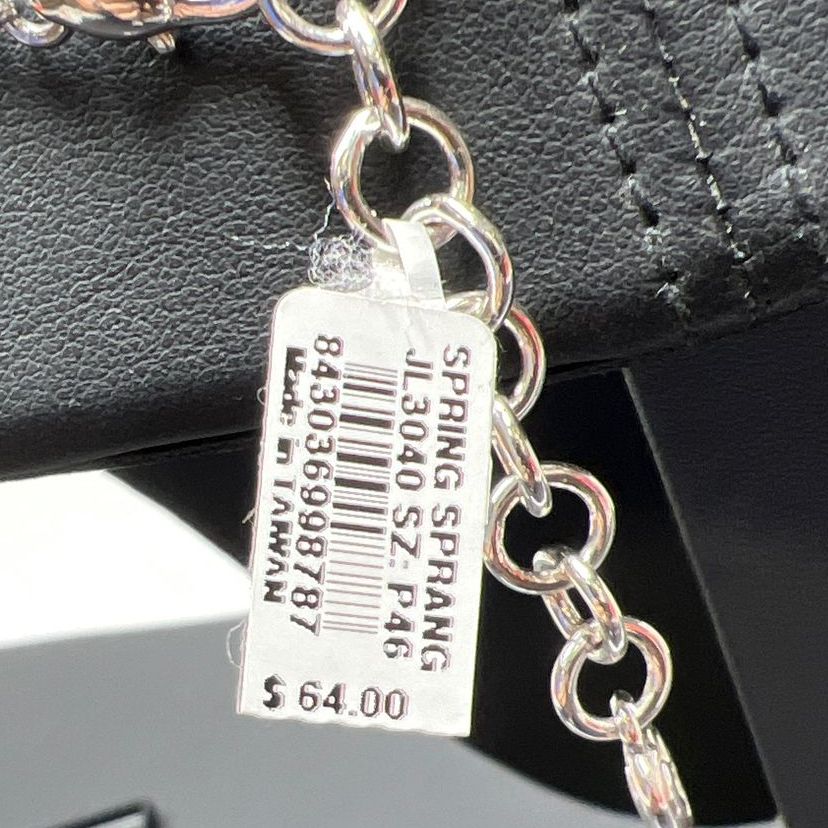 SPRING SPRANG
JL3040 SZ: P46
843036998787
Made in TAIWAN
$ 64.00